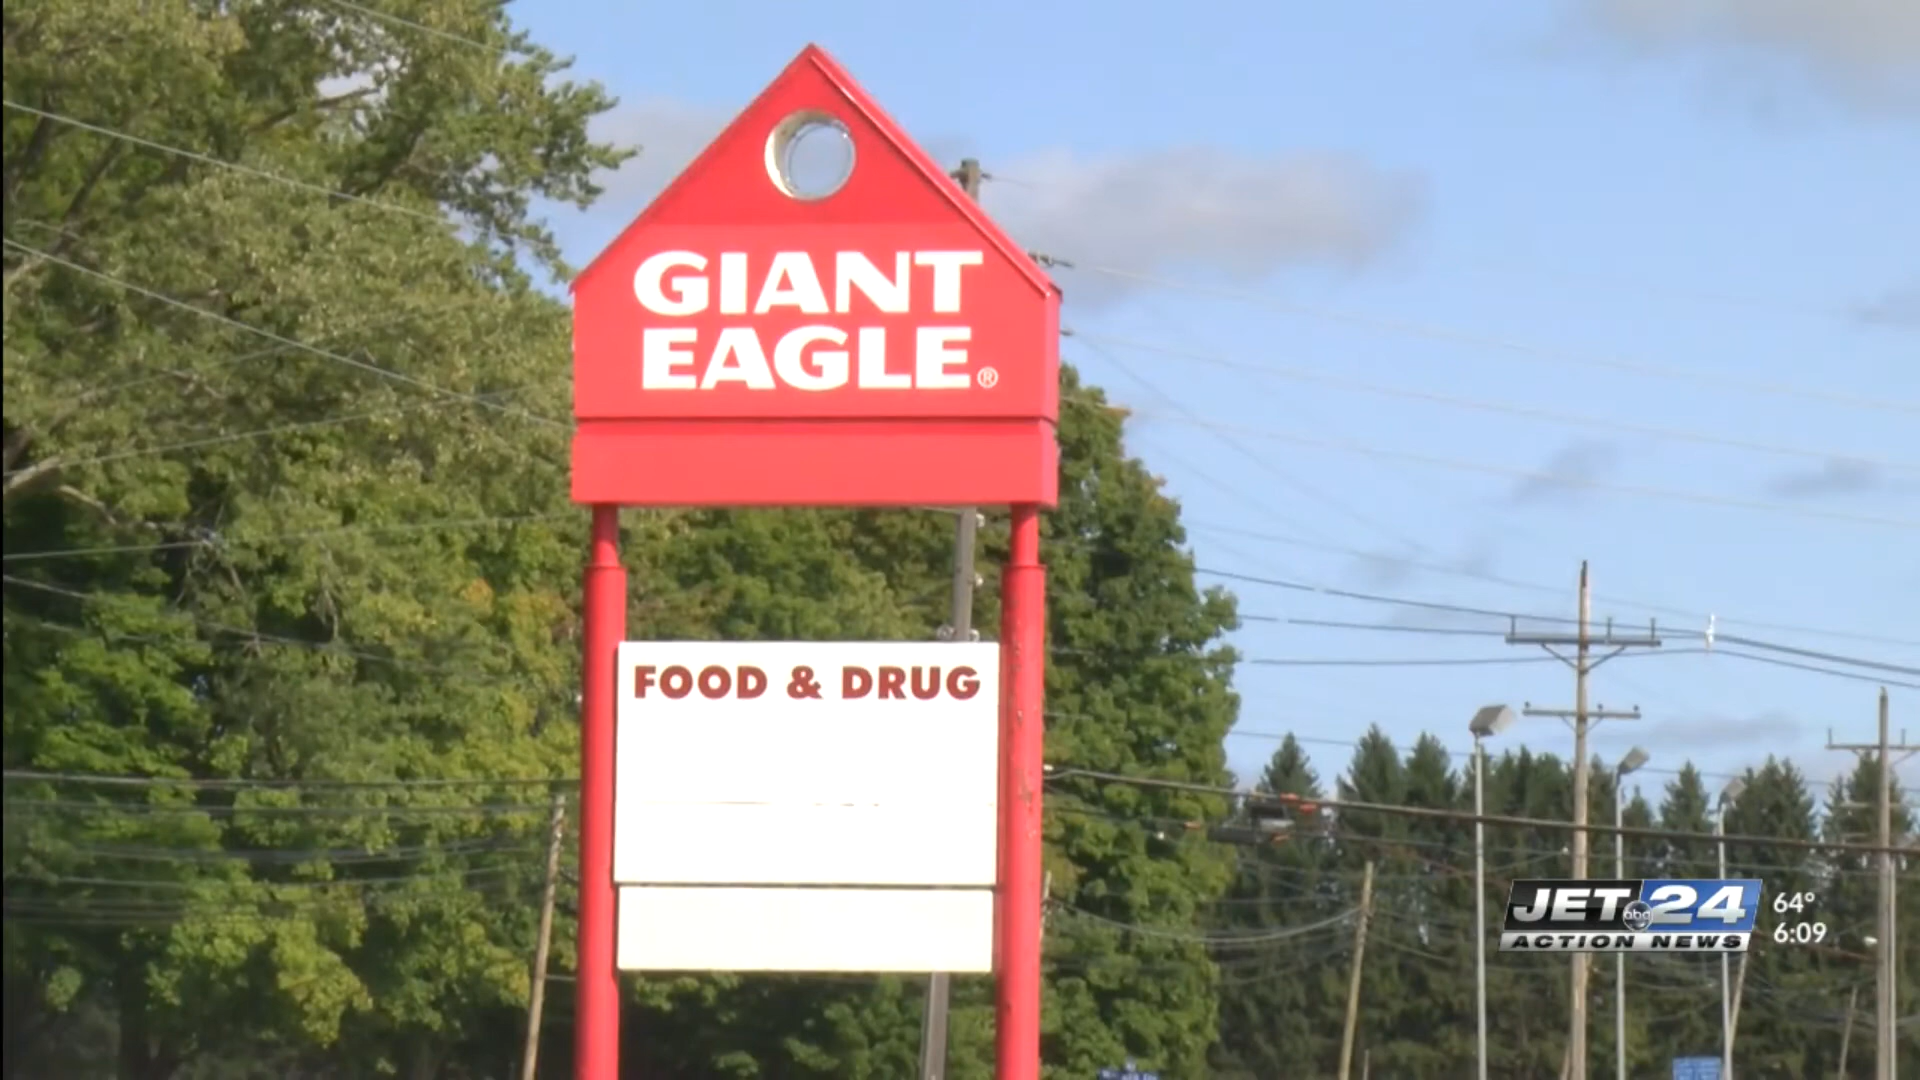 GIANT
EAGLE®
FOOD & DRUG
JET abc 24
ACTION NEWS
64°
6:09